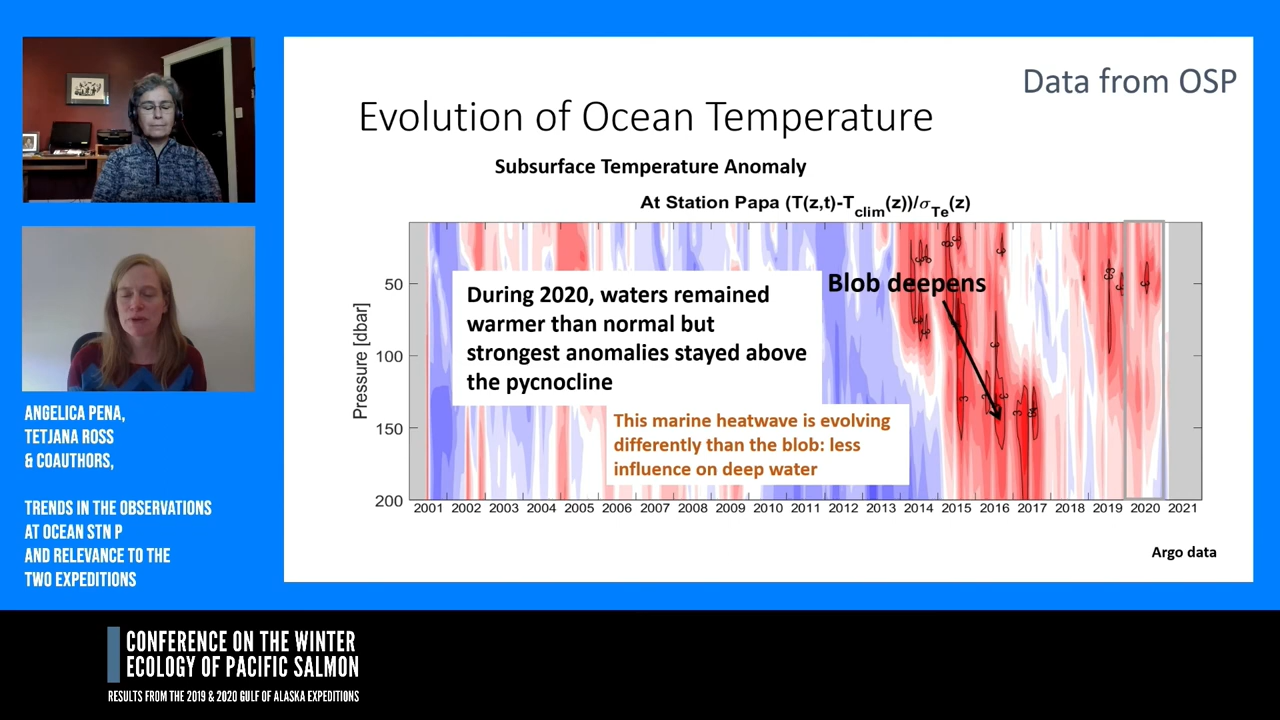 ANGELICA PENA,
TETJANA ROSS
& COAUTHORS,
TRENDS IN THE OBSERVATIONS
AT OCEAN STN P
AND RELEVANCE TO THE
TWO EXPEDITIONS
Data from OSP
Evolution of Ocean Temperature
Subsurface Temperature Anomaly
At Station Papa (T(z,t)-Tclim(z))/σTe(z)
Pressure [dbar]
50
100
150
200
During 2020, waters remained
warmer than normal but
strongest anomalies stayed above
the pycnocline
Blob deepens
This marine heatwave is evolving
differently than the blob: less
influence on deep water
2001 2002 2003 2004 2005 2006 2007 2008 2009 2010 2011 2012 2013 2014 2015 2016 2017 2018 2019 2020 2021
Argo data
CONFERENCE ON THE WINTER
ECOLOGY OF PACIFIC SALMON
RESULTS FROM THE 2019 & 2020 GULF OF ALASKA EXPEDITIONS